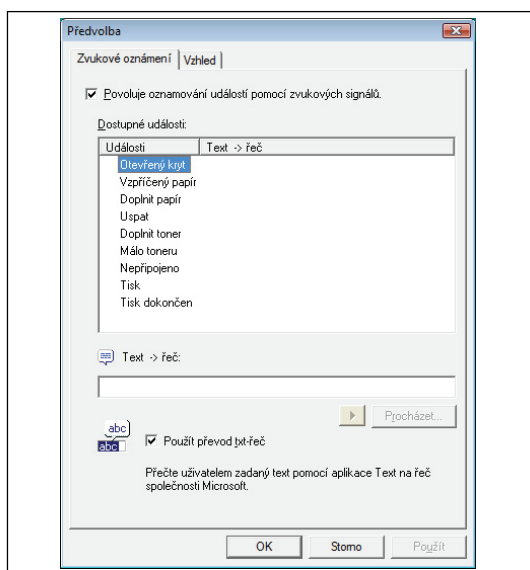 Předvolba
Zvukové oznámení Vzhled
Povoluje oznamování událostí pomocí zvukových signálů.
Dostupné události:
Události Text -> řeč
Otevřený kryt
Vzpříčený papír
Doplnit papír
Uspat
Doplnit toner
Málo toneru
Nepřipojeno
Tisk
Tisk dokončen
Text -> řeč:
Procházet...
abc
abc
Použít převod txt-řeč
Přečte uživatelem zadaný text pomocí aplikace Text na řeč
společnosti Microsoft.
OK Storno Použít